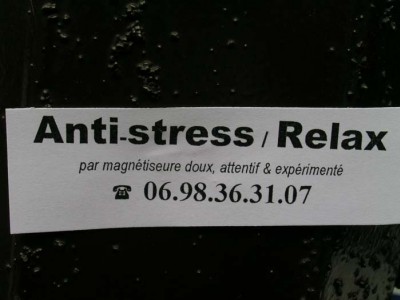 Anti-stress / Relax
par magnétiseure doux, attentif & expérimenté
☎ 06.98.36.31.07